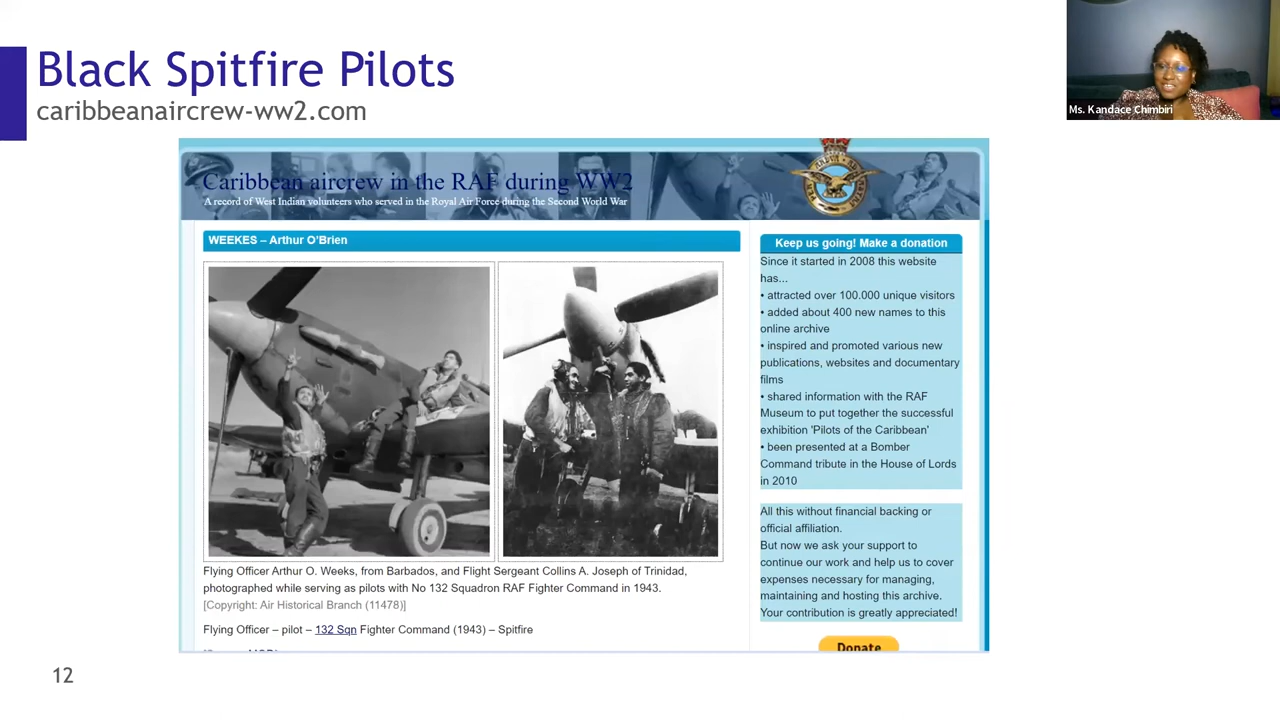 Black Spitfire Pilots
caribbeanaircrew-ww2.com
Ms. Kandace Chimbiri
Caribbean aircrew in the RAF during WW2
A record of West Indian volunteers who served in the Royal Air Force during the Second World War
WEEKES – Arthur O'Brien
Flying Officer Arthur O. Weeks, from Barbados, and Flight Sergeant Collins A. Joseph of Trinidad,
photographed while serving as pilots with No 132 Squadron RAF Fighter Command in 1943.
[Copyright: Air Historical Branch (11478)]
Flying Officer – pilot – 132 Sqn Fighter Command (1943) – Spitfire
Keep us going! Make a donation
Since it started in 2008 this website
has...
• attracted over 100.000 unique visitors
• added about 400 new names to this
online archive
• inspired and promoted various new
publications, websites and documentary
films
• shared information with the RAF
Museum to put together the successful
exhibition 'Pilots of the Caribbean'
• been presented at a Bomber
Command tribute in the House of Lords
in 2010
All this without financial backing or
official affiliation.
But now we ask your support to
continue our work and help us to cover
expenses necessary for managing,
maintaining and hosting this archive.
Your contribution is greatly appreciated!
Donate
12